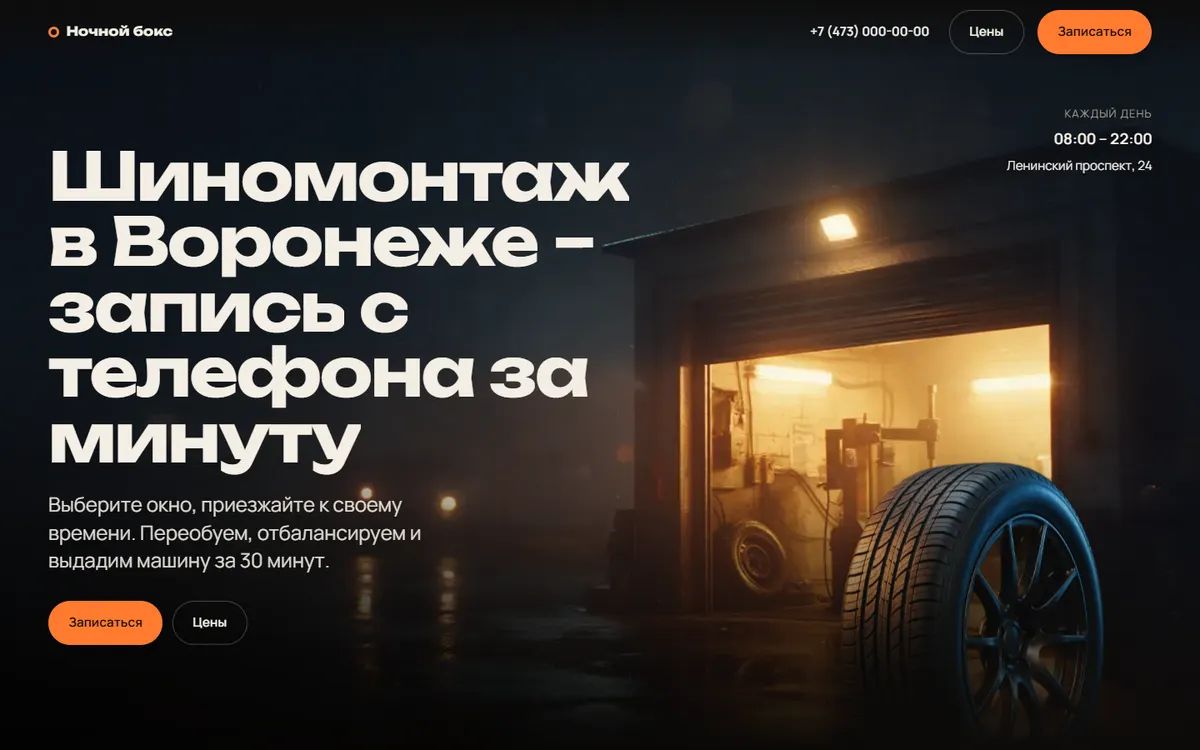 Ночной бокс
+7 (473) 000-00-00
Цены
Записаться
КАЖДЫЙ ДЕНЬ
08:00 – 22:00
Ленинский проспект, 24
Шиномонтаж
в Воронеже –
запись с
телефона за
минуту
Выберите окно, приезжайте к своему
времени. Переобуем, отбалансируем и
выдадим машину за 30 минут.
Записаться
Цены